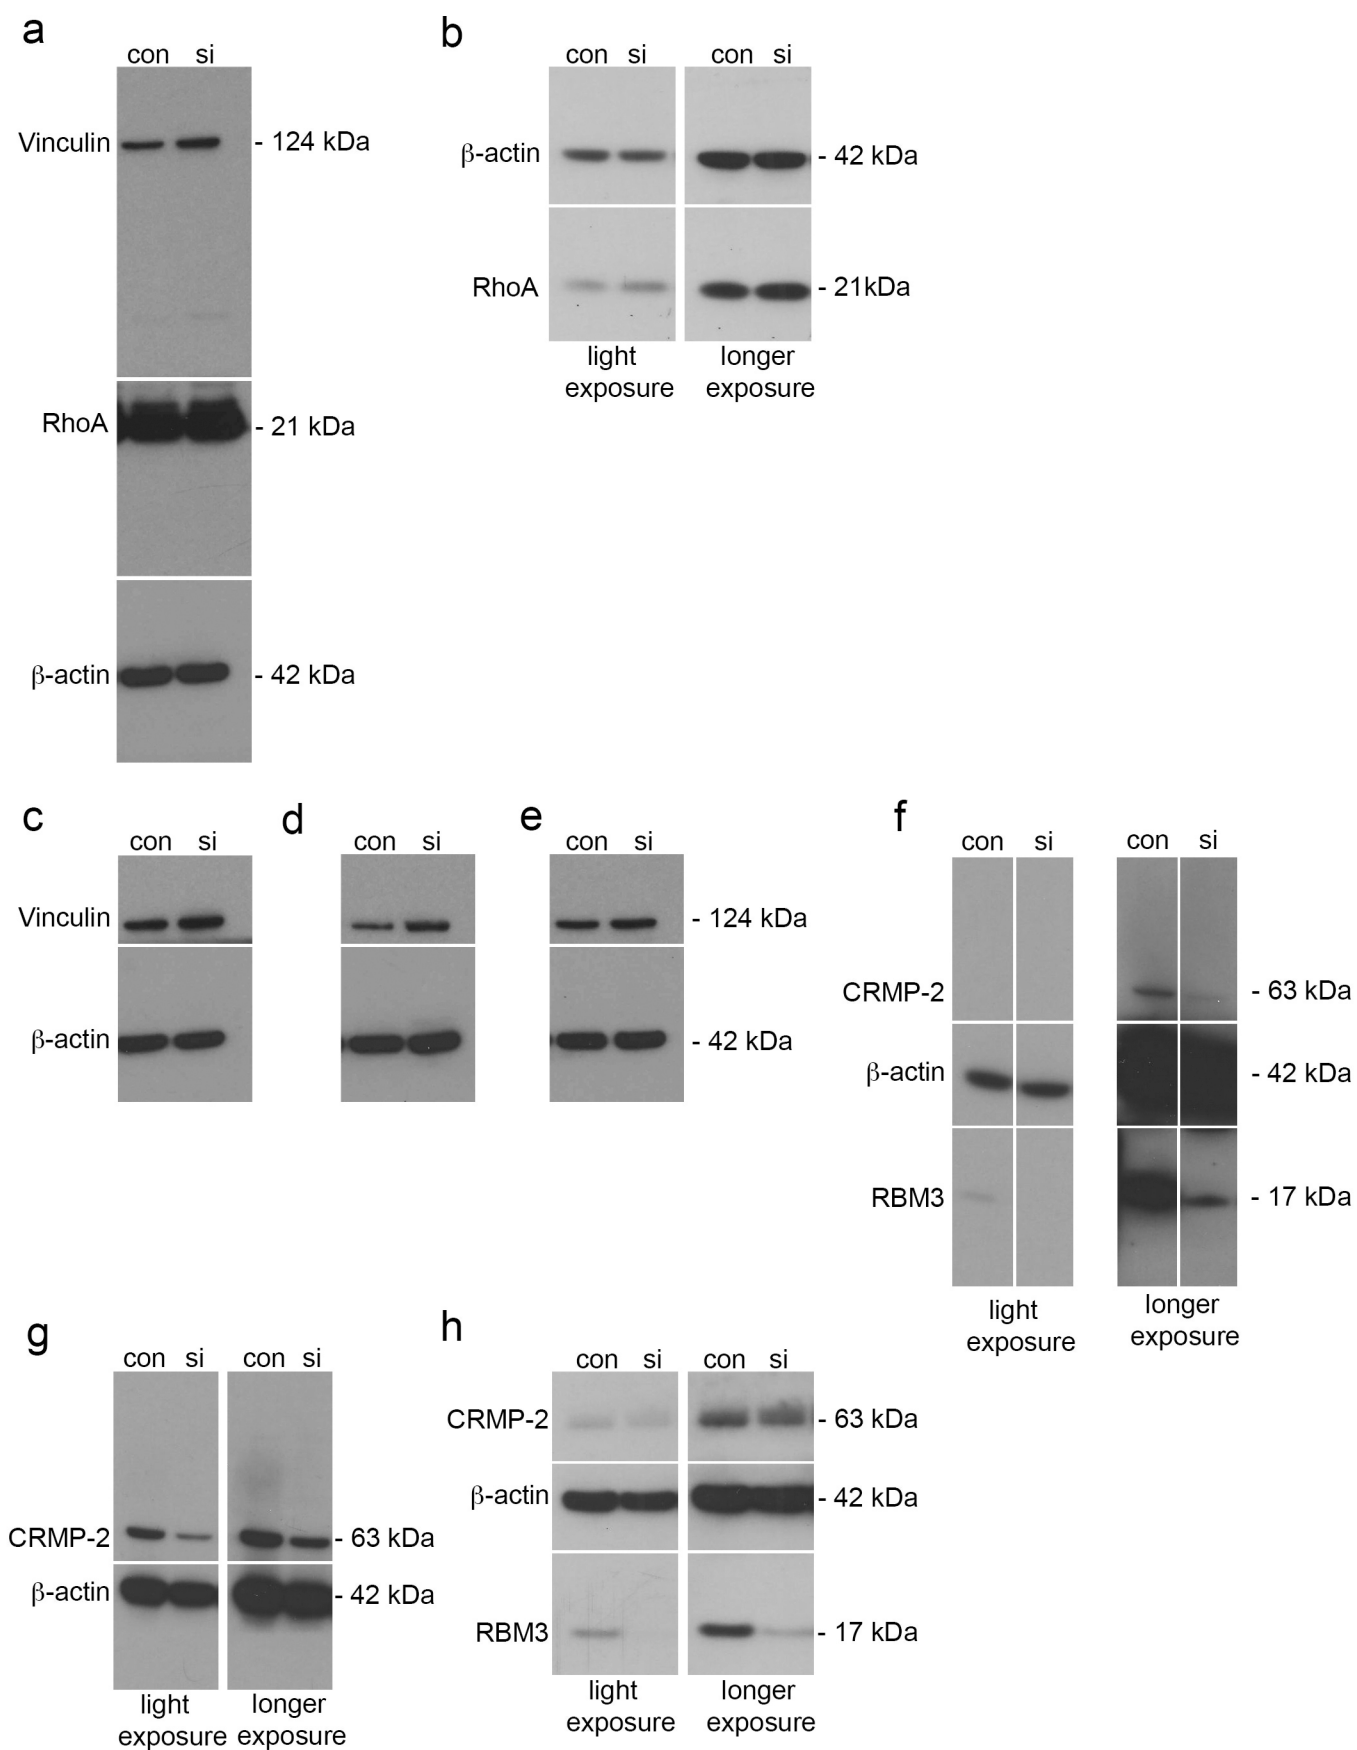 a
con si
Vinculin - 124 kDa
RhoA - 21 kDa
β-actin - 42 kDa
b
con si con si
β-actin - 42 kDa
RhoA - 21kDa
light longer
exposure exposure
c
con si
Vinculin
β-actin
d
con si
e
con si
- 124 kDa
- 42 kDa
f
con si con si
CRMP-2 - 63 kDa
β-actin - 42 kDa
RBM3 - 17 kDa
light longer
exposure exposure
g
con si con si
CRMP-2 - 63 kDa
β-actin - 42 kDa
light longer
exposure exposure
h
con si con si
CRMP-2 - 63 kDa
β-actin - 42 kDa
RBM3 - 17 kDa
light longer
exposure exposure